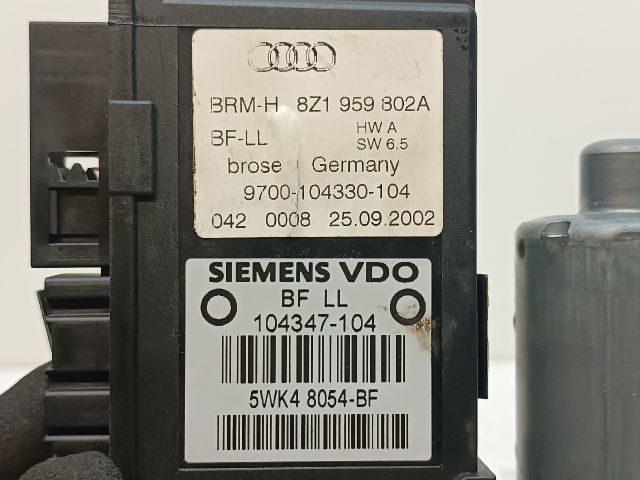 BRM-H 8Z1 959 802A
BF-LL HW A
SW 6.5
brose Germany
9700-104330-104
042 0008 25.09.2002
SIEMENS VDO
BF LL
104347-104
5WK4 8054-BF